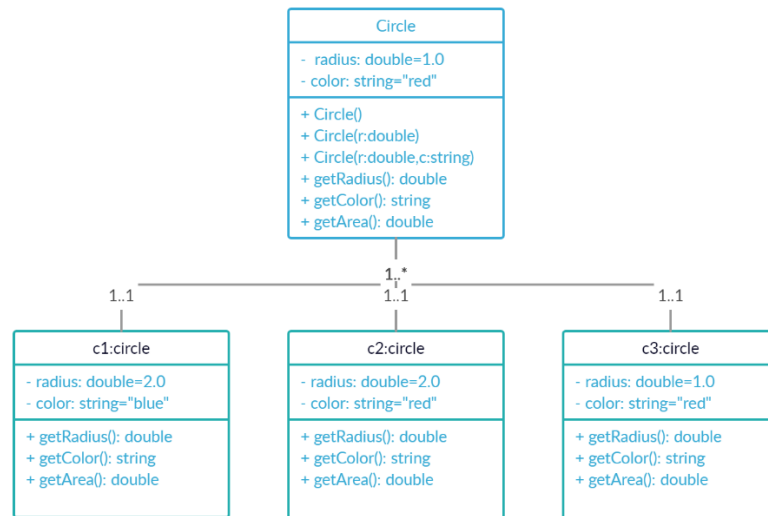 Circle
- radius: double=1.0
- color: string="red"
+ Circle()
+ Circle(r:double)
+ Circle(r:double,c:string)
+ getRadius(): double
+ getColor(): string
+ getArea(): double
1..*
1..1
1..1
1..1
c1:circle
- radius: double=2.0
- color: string="blue"
+ getRadius(): double
+ getColor(): string
+ getArea(): double
c2:circle
- radius: double=2.0
- color: string="red"
+ getRadius(): double
+ getColor(): string
+ getArea(): double
c3:circle
- radius: double=1.0
- color: string="red"
+ getRadius(): double
+ getColor(): string
+ getArea(): double